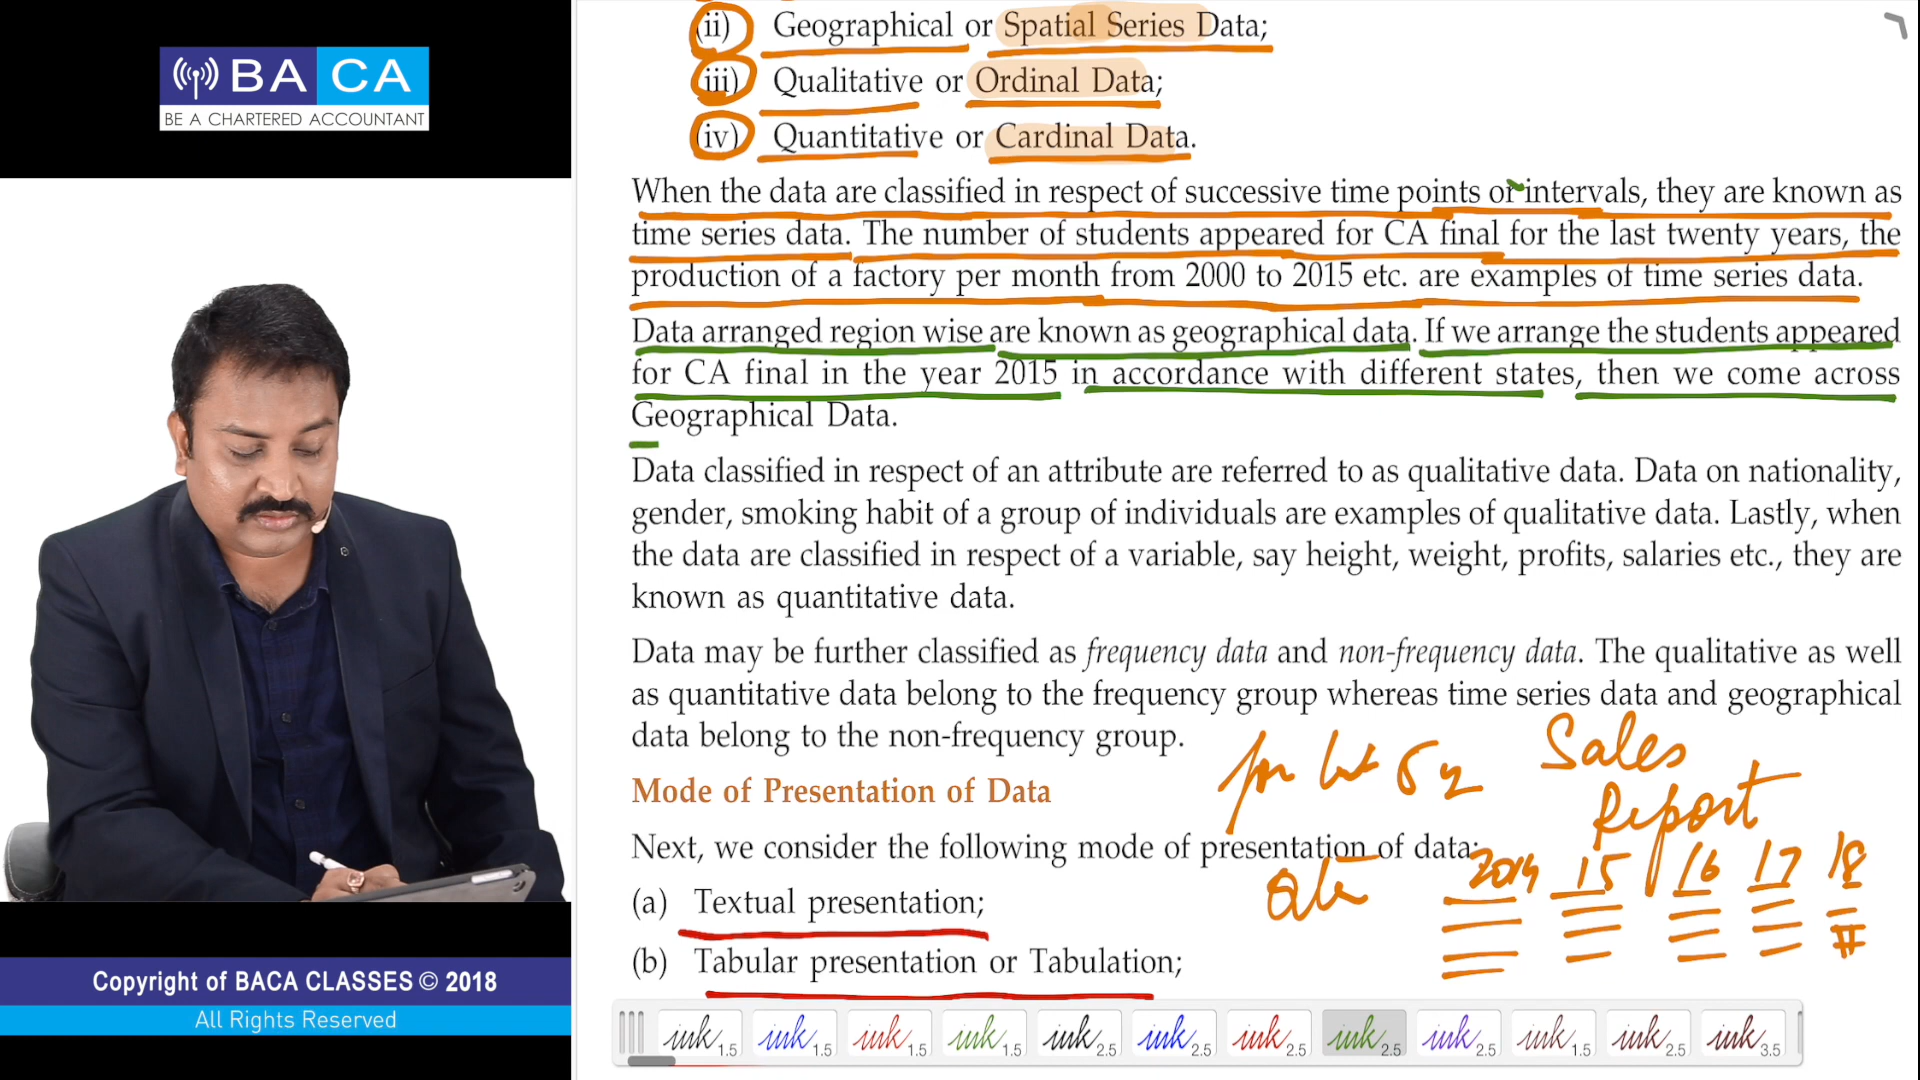 BA CA
BE A CHARTERED ACCOUNTANT
(ii) Geographical or Spatial Series Data;
(iii) Qualitative or Ordinal Data;
(iv) Quantitative or Cardinal Data.
When the data are classified in respect of successive time points or intervals, they are known as
time series data. The number of students appeared for CA final for the last twenty years, the
production of a factory per month from 2000 to 2015 etc. are examples of time series data.
Data arranged region wise are known as geographical data. If we arrange the students appeared
for CA final in the year 2015 in accordance with different states, then we come across
Geographical Data.
Data classified in respect of an attribute are referred to as qualitative data. Data on nationality,
gender, smoking habit of a group of individuals are examples of qualitative data. Lastly, when
the data are classified in respect of a variable, say height, weight, profits, salaries etc., they are
known as quantitative data.
Data may be further classified as frequency data and non-frequency data. The qualitative as well
as quantitative data belong to the frequency group whereas time series data and geographical
data belong to the non-frequency group.
Sales
Report
Mode of Presentation of Data
Next, we consider the following mode of presentation of data:
2014 15 16 17 18
(a) Textual presentation;
(b) Tabular presentation or Tabulation;
Copyright of BACA CLASSES © 2018
All Rights Reserved
ink 1.5 ink 1.5 ink 1.5 ink 1.5 ink 2.5 ink 2.5 ink 2.5 ink 2.5 ink 2.5 ink 1.5 ink 2.5 ink 3.5